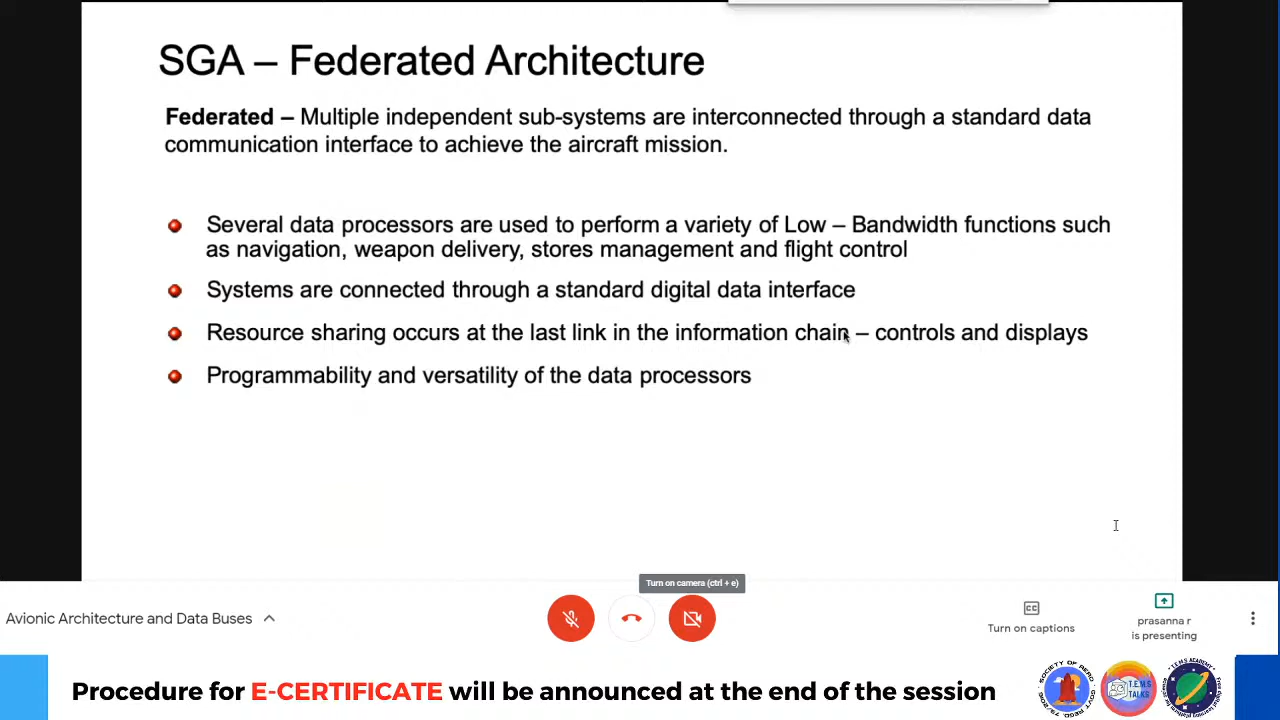 SGA – Federated Architecture
Federated – Multiple independent sub-systems are interconnected through a standard data
communication interface to achieve the aircraft mission.
Several data processors are used to perform a variety of Low – Bandwidth functions such
as navigation, weapon delivery, stores management and flight control
Systems are connected through a standard digital data interface
Resource sharing occurs at the last link in the information chain – controls and displays
Programmability and versatility of the data processors
Turn on camera (ctrl + e)
Avionic Architecture and Data Buses
CC
Turn on captions
prasanna r
is presenting
Procedure for E-CERTIFICATE will be announced at the end of the session
T.E.M.S
TALKS